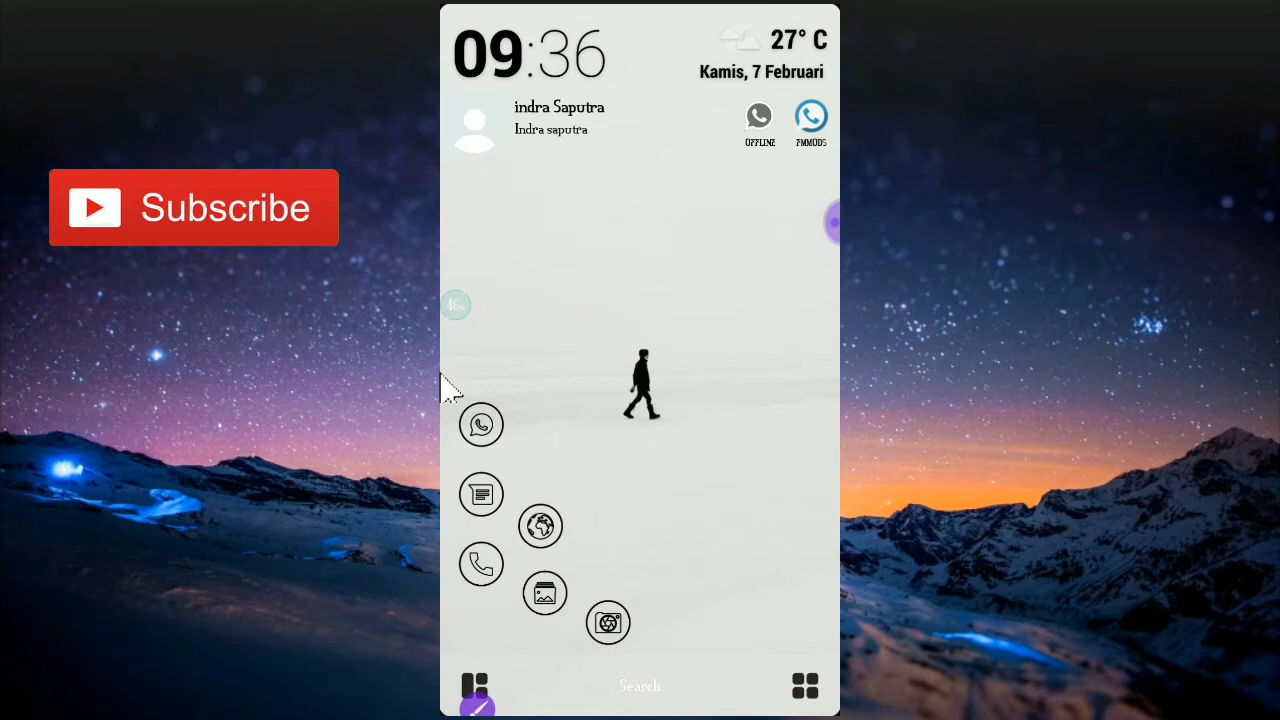 09:36
27° C
Kamis, 7 Februari
indra Saputra
Indra saputra
OFFLINE
FMMODS
Subscribe
Search